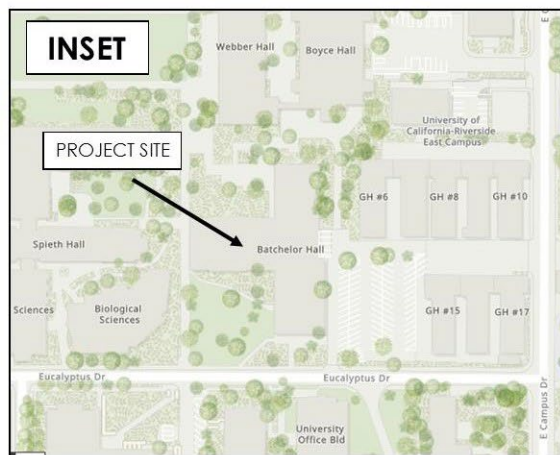 INSET
Webber Hall
Boyce Hall
E C
University of
California-Riverside
East Campus
PROJECT SITE
GH #6
GH #8
GH #10
Spieth Hall
Batchelor Hall
Sciences
Biological
Sciences
GH #15
GH #17
Eucalyptus Dr
Eucalyptus Dr
E Campus Dr
University
Office Bld